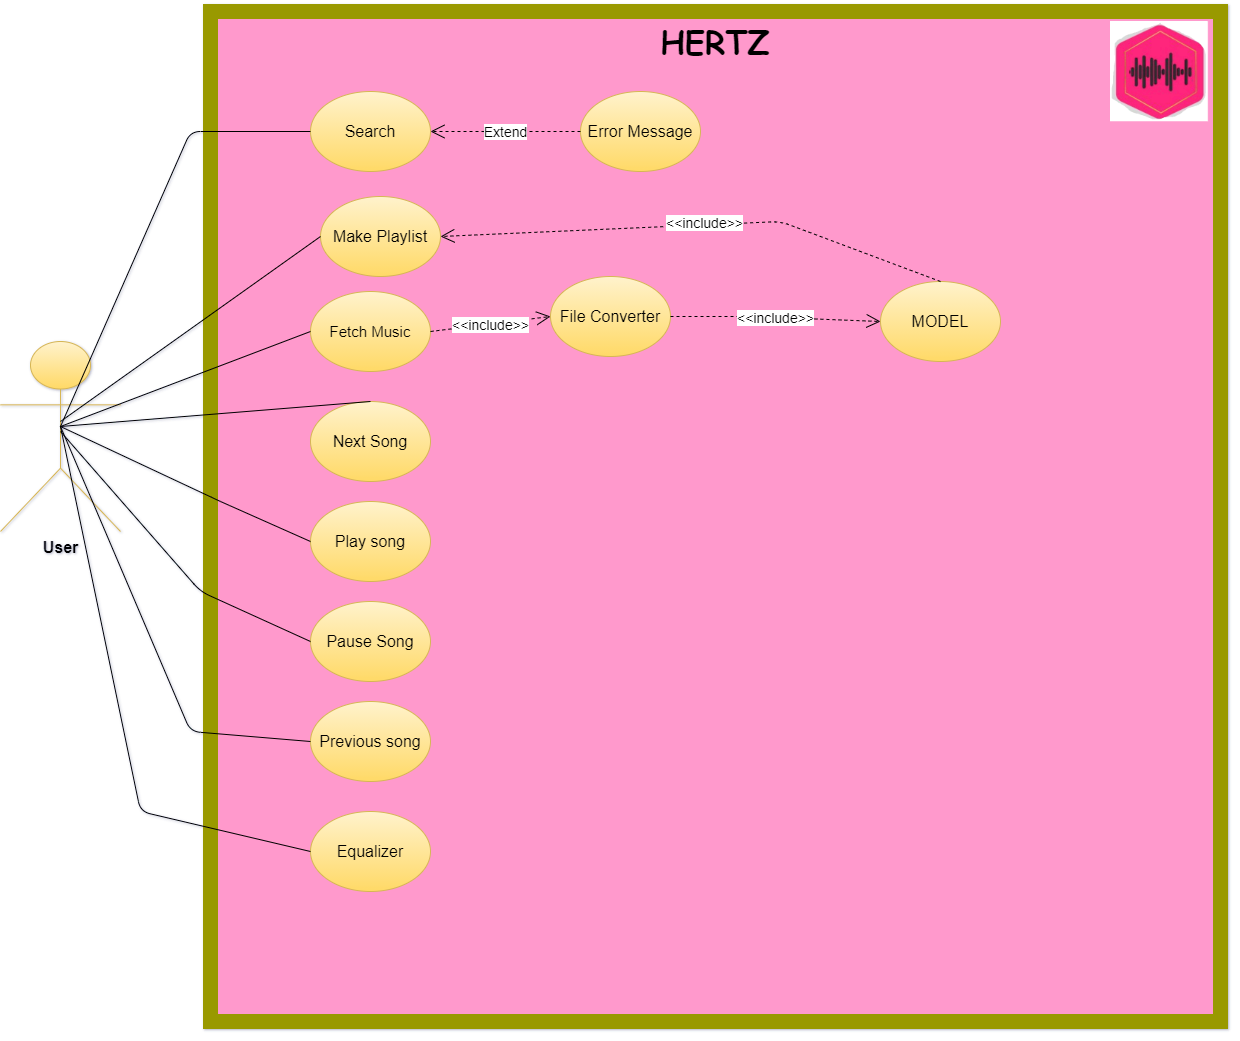 HERTZ
Search
Extend
Error Message
Make Playlist
<<include>>
Fetch Music
<<include>>
File Converter
<<include>>
MODEL
Next Song
Play song
User
Pause Song
Previous song
Equalizer